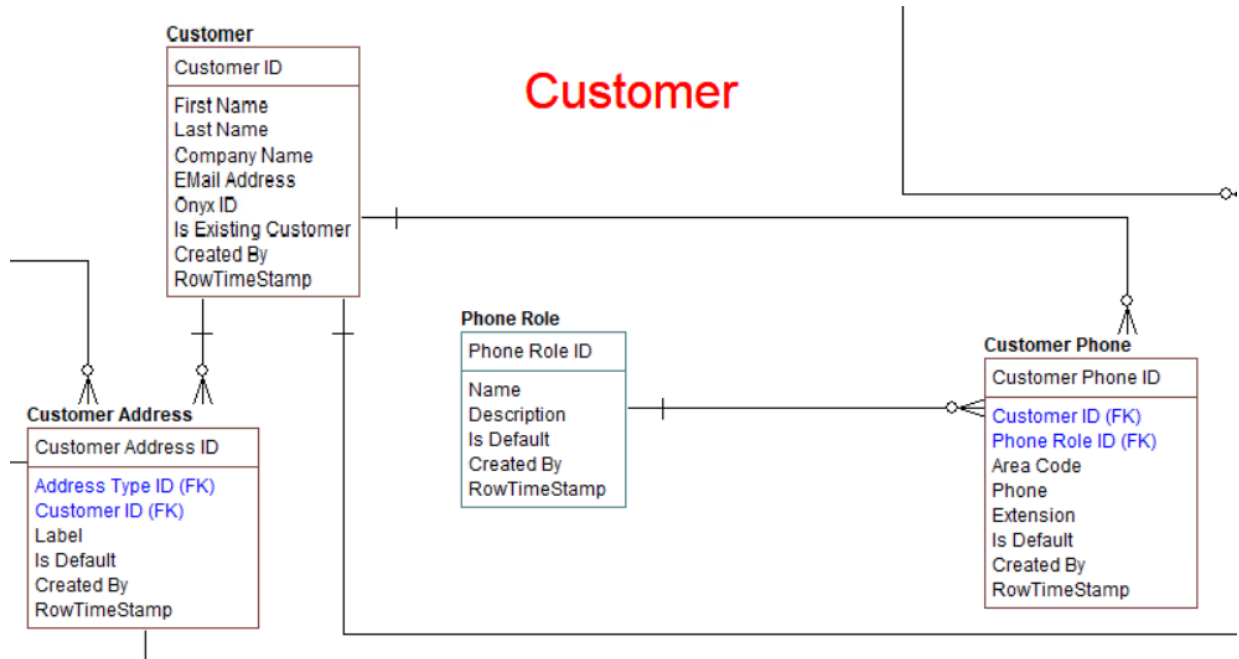 Customer
Customer ID
First Name
Last Name
Company Name
EMail Address
Onyx ID
Is Existing Customer
Created By
RowTimeStamp
Customer
Phone Role
Phone Role ID
Name
Description
Is Default
Created By
RowTimeStamp
Customer Phone
Customer Phone ID
Customer ID (FK)
Phone Role ID (FK)
Area Code
Phone
Extension
Is Default
Created By
RowTimeStamp
Customer Address
Customer Address ID
Address Type ID (FK)
Customer ID (FK)
Label
Is Default
Created By
RowTimeStamp